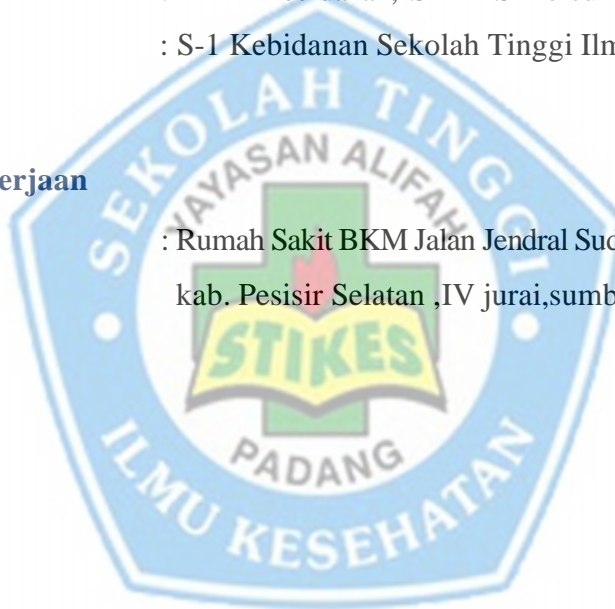 : S-1 Kebidanan Sekolah Tinggi Ilm
erjaan
: Rumah Sakit BKM Jalan Jendral Sud
kab. Pesisir Selatan ,IV jurai,sumb
SEKOLAH TINGGI
YAYASAN ALIFAH
STIKES
PADANG
ILMU KESEHATAN